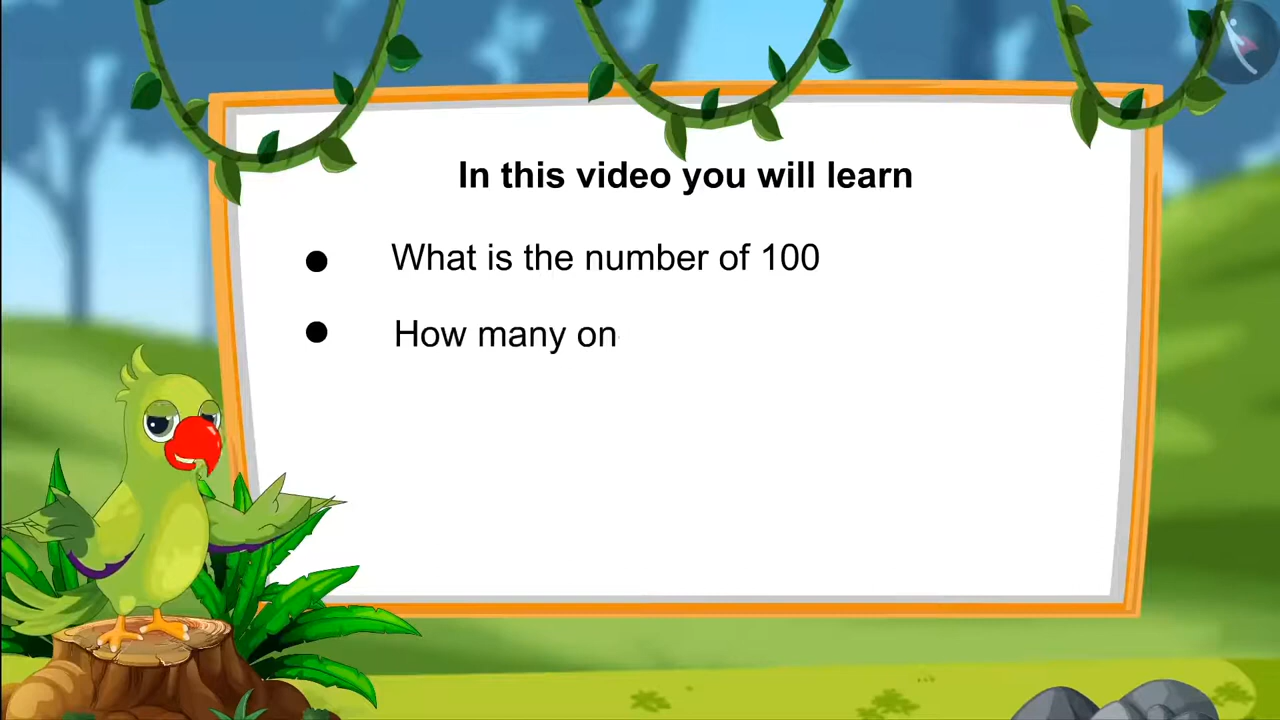 In this video you will learn
● What is the number of 100
● How many on